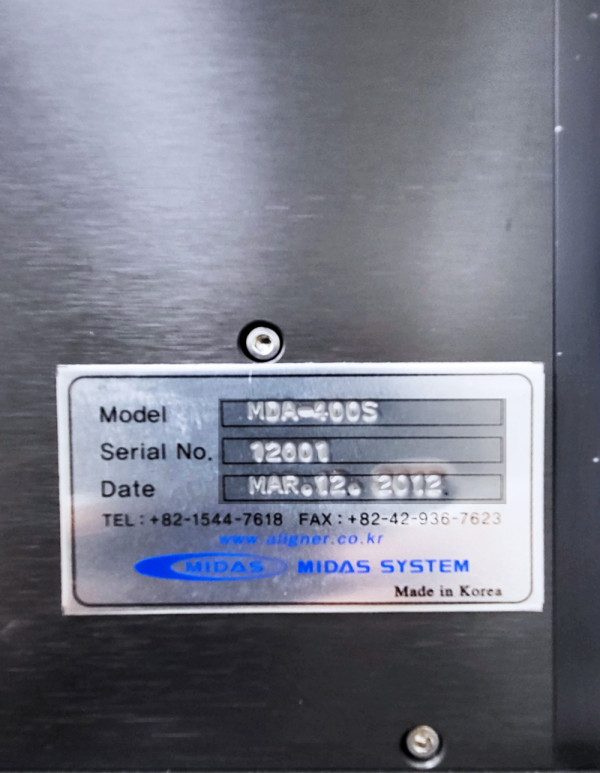 Model MDA-400S
Serial No. 12001
Date MAR.12. 2012.
TEL : +82-1544-7618 FAX : +82-42-936-7623
www.aligner.co.kr
MIDAS MIDAS SYSTEM
Made in Korea